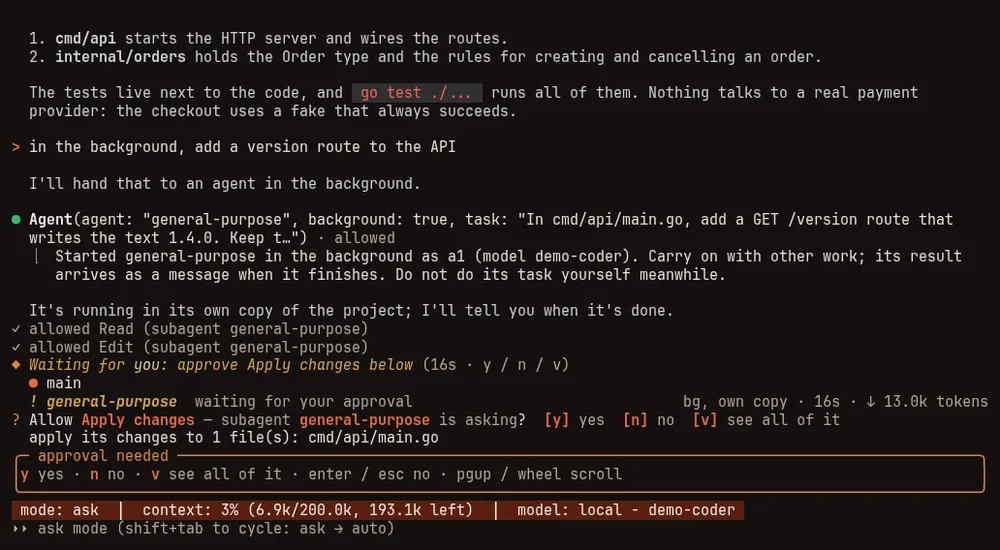 1. cmd/api starts the HTTP server and wires the routes.
2. internal/orders holds the Order type and the rules for creating and cancelling an order.
The tests live next to the code, and go test ./... runs all of them. Nothing talks to a real payment
provider: the checkout uses a fake that always succeeds.
> in the background, add a version route to the API
I'll hand that to an agent in the background.
● Agent(agent: "general-purpose", background: true, task: "In cmd/api/main.go, add a GET /version route that
writes the text 1.4.0. Keep t…") · allowed
⎣ Started general-purpose in the background as a1 (model demo-coder). Carry on with other work; its result
arrives as a message when it finishes. Do not do its task yourself meanwhile.
It's running in its own copy of the project; I'll tell you when it's done.
✓ allowed Read (subagent general-purpose)
✓ allowed Edit (subagent general-purpose)
◆ Waiting for you: approve Apply changes below (16s · y / n / v)
● main
! general-purpose waiting for your approval bg, own copy · 16s · ↓ 13.0k tokens
? Allow Apply changes — subagent general-purpose is asking? [y] yes [n] no [v] see all of it
apply its changes to 1 file(s): cmd/api/main.go
approval needed
y yes · n no · v see all of it · enter / esc no · pgup / wheel scroll
mode: ask | context: 3% (6.9k/200.0k, 193.1k left) | model: local - demo-coder
▸▸ ask mode (shift+tab to cycle: ask → auto)